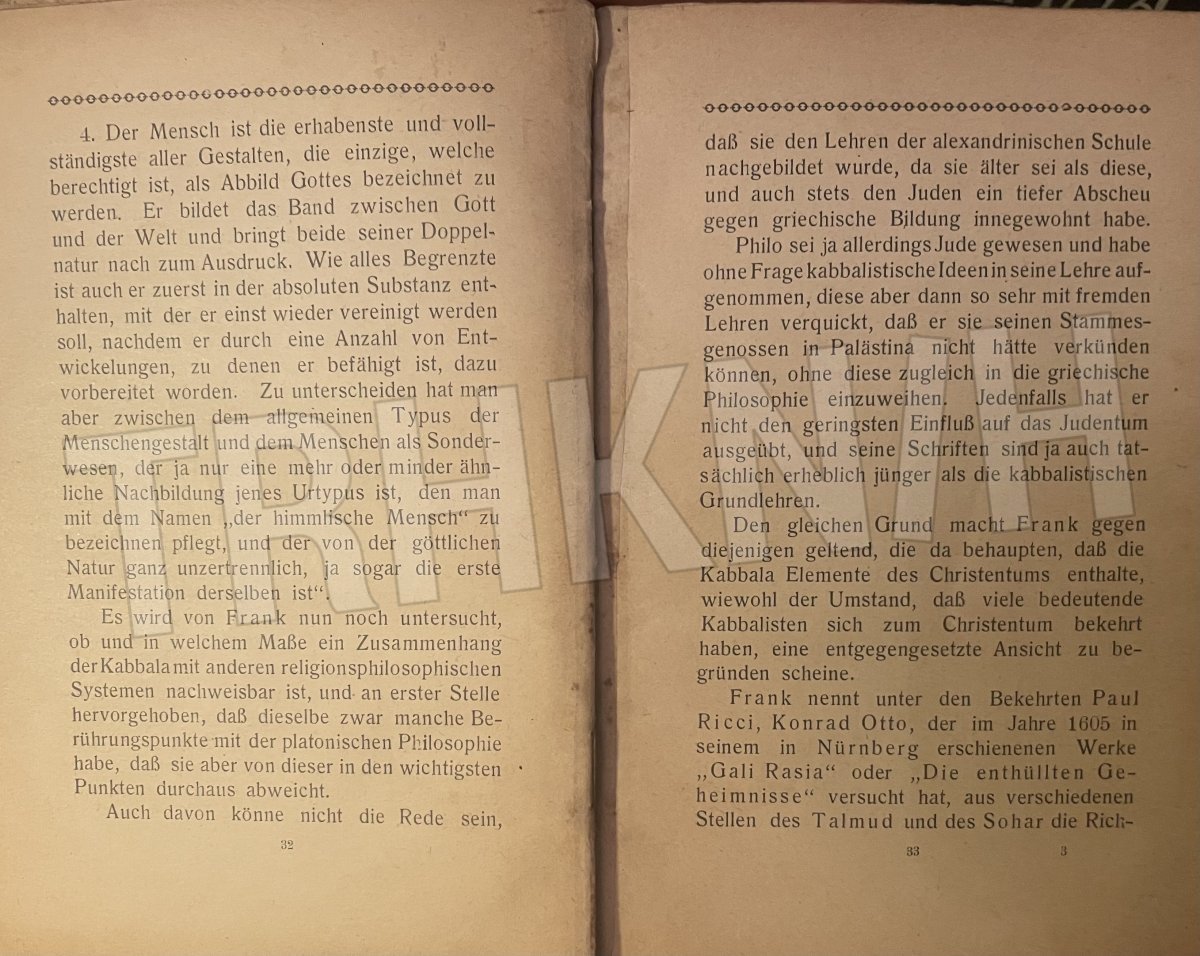 4. Der Mensch ist die erhabenste und voll-
ständigste aller Gestalten, die einzige, welche
berechtigt ist, als Abbild Gottes bezeichnet zu
werden. Er bildet das Band zwischen Gott
und der Welt und bringt beide seiner Doppel-
natur nach zum Ausdruck. Wie alles Begrenzte
ist auch er zuerst in der absoluten Substanz ent-
halten, mit der er einst wieder vereinigt werden
soll, nachdem er durch eine Anzahl von Ent-
wickelungen, zu denen er befähigt ist, dazu
vorbereitet worden. Zu unterscheiden hat man
aber zwischen dem allgemeinen Typus der
Menschengestalt und dem Menschen als Sonder-
wesen, der ja nur eine mehr oder minder ähn-
liche Nachbildung jenes Urtypus ist, den man
mit dem Namen „der himmlische Mensch“ zu
bezeichnen pflegt, und der von der göttlichen
Natur ganz unzertrennlich, ja sogar die erste
Manifestation derselben ist“.
Es wird von Frank nun noch untersucht,
ob und in welchem Maße ein Zusammenhang
der Kabbala mit anderen religionsphilosophischen
Systemen nachweisbar ist, und an erster Stelle
hervorgehoben, daß dieselbe zwar manche Be-
rührungspunkte mit der platonischen Philosophie
habe, daß sie aber von dieser in den wichtigsten
Punkten durchaus abweicht.
Auch davon könne nicht die Rede sein,
32
daß sie den Lehren der alexandrinischen Schule
nachgebildet wurde, da sie älter sei als diese,
und auch stets den Juden ein tiefer Abscheu
gegen griechische Bildung innegewohnt habe.
Philo sei ja allerdings Jude gewesen und habe
ohne Frage kabbalistische Ideen in seine Lehre auf-
genommen, diese aber dann so sehr mit fremden
Lehren verquickt, daß er sie seinen Stammes-
genossen in Palästina nicht hätte verkünden
können, ohne diese zugleich in die griechische
Philosophie einzuweihen. Jedenfalls hat er
nicht den geringsten Einfluß auf das Judentum
ausgeübt, und seine Schriften sind ja auch tat-
sächlich erheblich jünger als die kabbalistischen
Grundlehren.
Den gleichen Grund macht Frank gegen
diejenigen geltend, die da behaupten, daß die
Kabbala Elemente des Christentums enthalte,
wiewohl der Umstand, daß viele bedeutende
Kabbalisten sich zum Christentum bekehrt
haben, eine entgegengesetzte Ansicht zu be-
gründen scheine.
Frank nennt unter den Bekehrten Paul
Ricci, Konrad Otto, der im Jahre 1605 in
seinem in Nürnberg erschienenen Werke
„Gali Rasia“ oder „Die enthüllten Ge-
heimnisse“ versucht hat, aus verschiedenen
Stellen des Talmud und des Sohar die Rich-
33 3
TRHKNIH